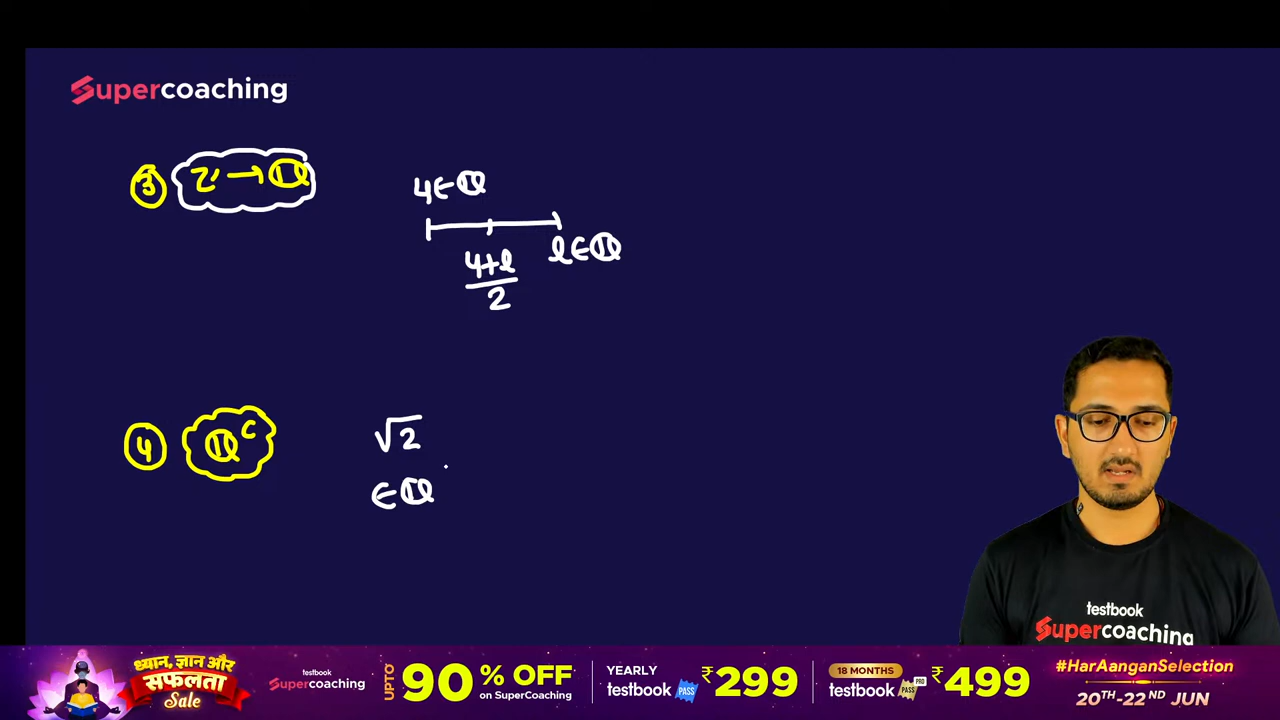 Supercoaching
③ Z → Q
4 ∈ Q
l ∈ Q
4+l
2
④ Qᶜ
√2
∈ Q
testbook
Supercoaching
ध्यान, ज्ञान और
सफलता
Sale
testbook
Supercoaching
UPTO 90% OFF
on SuperCoaching
YEARLY
testbook PASS ₹299
18 MONTHS
testbook PASS PRO ₹499
#HarAanganSelection
20TH-22ND JUN